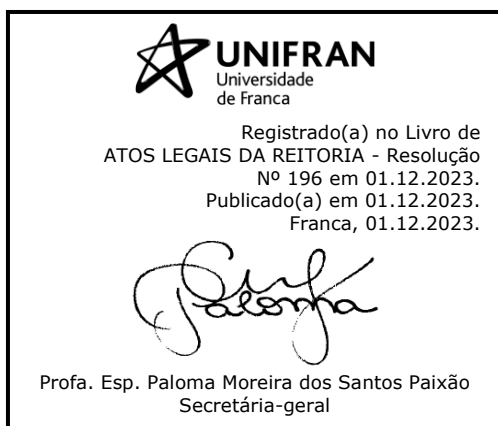 UNIFRAN
Universidade
de Franca
Registrado(a) no Livro de
ATOS LEGAIS DA REITORIA - Resolução
Nº 196 em 01.12.2023.
Publicado(a) em 01.12.2023.
Franca, 01.12.2023.
Paloma
Profa. Esp. Paloma Moreira dos Santos Paixão
Secretária-geral